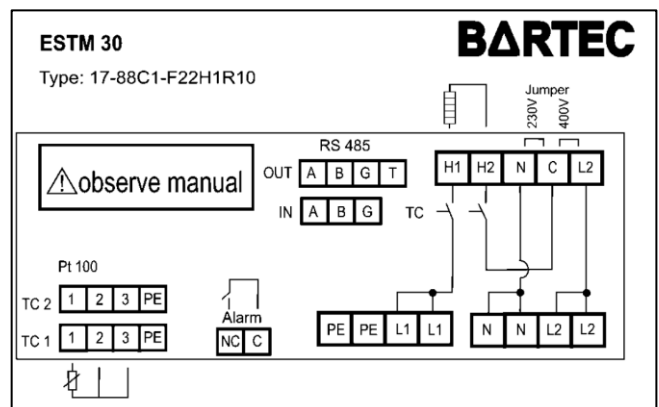 ESTM 30
BARTEC
Type: 17-88C1-F22H1R10
Jumper
230V
400V
RS 485
⚠observe manual
OUT A B G T
H1 H2 N C L2
IN A B G
TC
Pt 100
TC 2 1 2 3 PE
Alarm
TC 1 1 2 3 PE
NC C
PE PE L1 L1
N N L2 L2